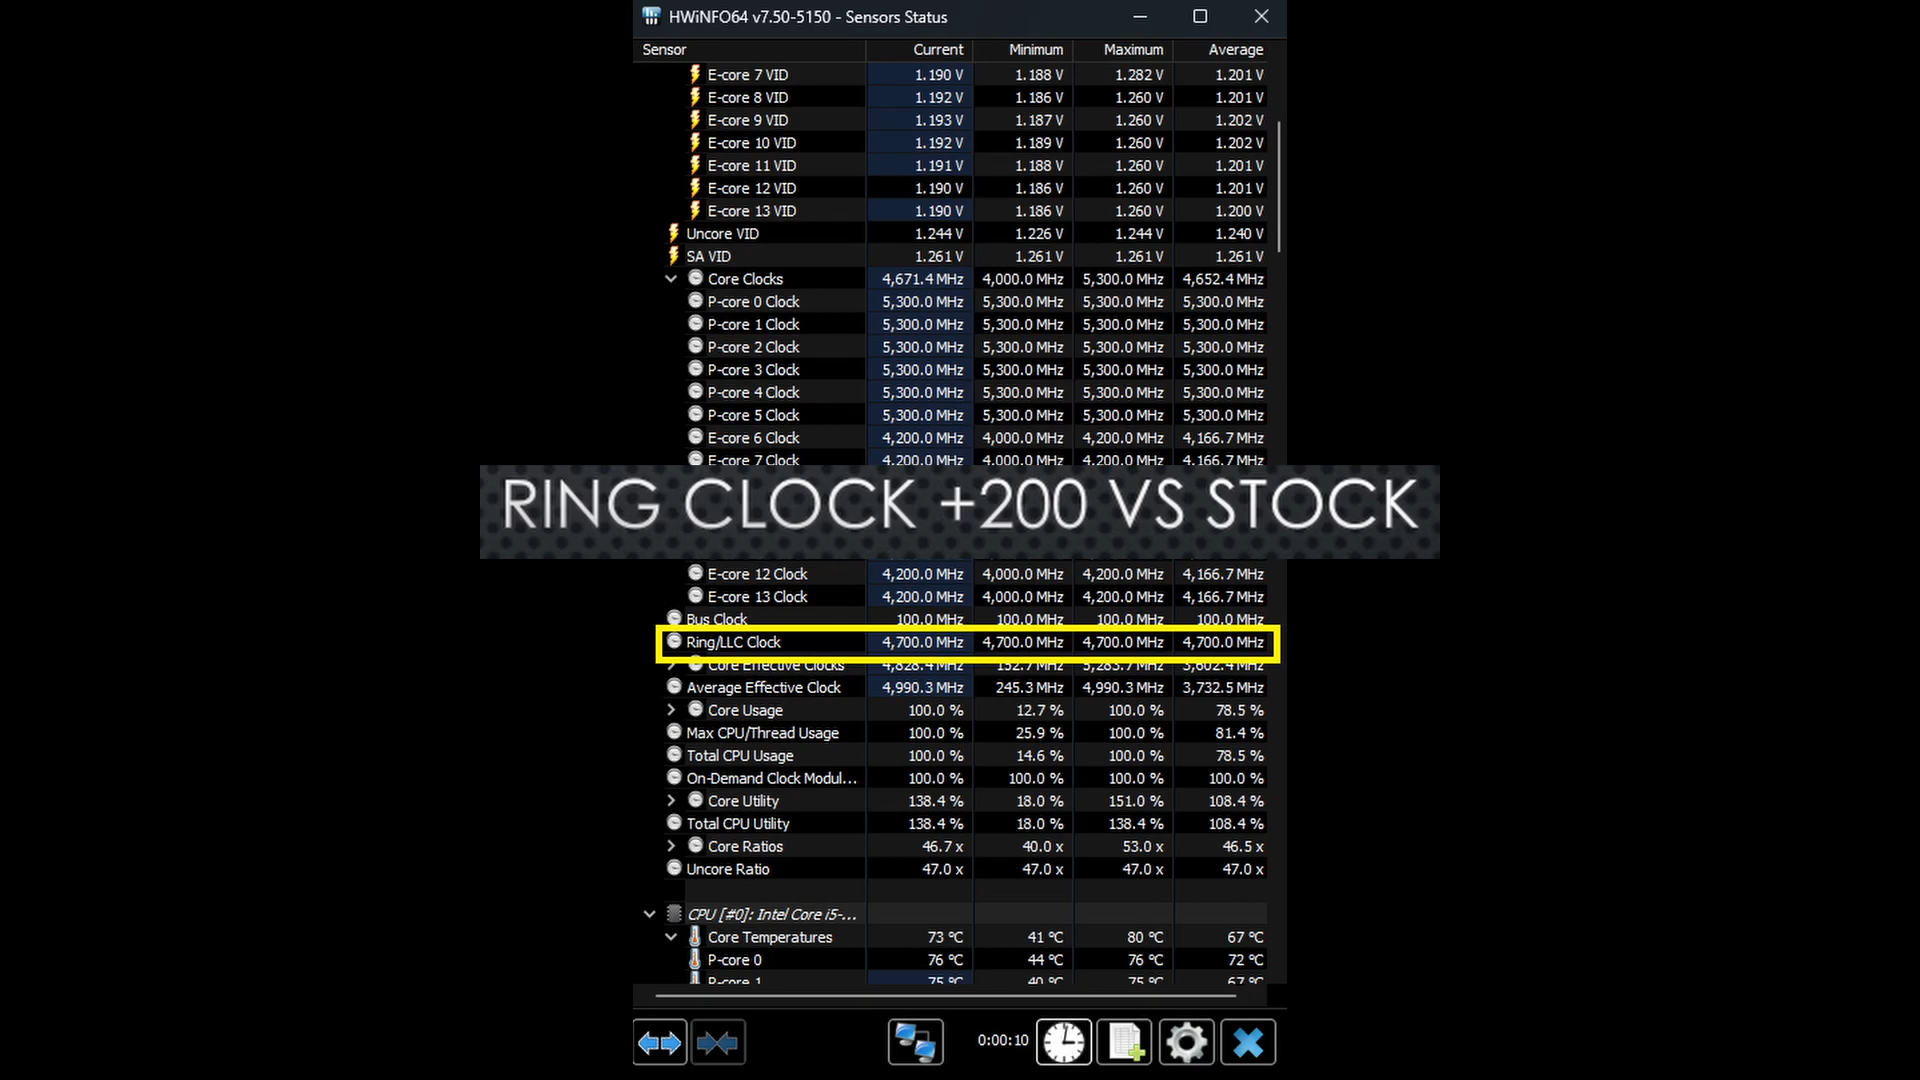 HWiNFO64 v7.50-5150 - Sensors Status
Sensor Current Minimum Maximum Average
E-core 7 VID 1.190 V 1.188 V 1.282 V 1.201 V
E-core 8 VID 1.192 V 1.186 V 1.260 V 1.201 V
E-core 9 VID 1.193 V 1.187 V 1.260 V 1.202 V
E-core 10 VID 1.192 V 1.189 V 1.260 V 1.202 V
E-core 11 VID 1.191 V 1.188 V 1.260 V 1.201 V
E-core 12 VID 1.190 V 1.186 V 1.260 V 1.201 V
E-core 13 VID 1.190 V 1.186 V 1.260 V 1.200 V
Uncore VID 1.244 V 1.226 V 1.244 V 1.240 V
SA VID 1.261 V 1.261 V 1.261 V 1.261 V
Core Clocks 4,671.4 MHz 4,000.0 MHz 5,300.0 MHz 4,652.4 MHz
P-core 0 Clock 5,300.0 MHz 5,300.0 MHz 5,300.0 MHz 5,300.0 MHz
P-core 1 Clock 5,300.0 MHz 5,300.0 MHz 5,300.0 MHz 5,300.0 MHz
P-core 2 Clock 5,300.0 MHz 5,300.0 MHz 5,300.0 MHz 5,300.0 MHz
P-core 3 Clock 5,300.0 MHz 5,300.0 MHz 5,300.0 MHz 5,300.0 MHz
P-core 4 Clock 5,300.0 MHz 5,300.0 MHz 5,300.0 MHz 5,300.0 MHz
P-core 5 Clock 5,300.0 MHz 5,300.0 MHz 5,300.0 MHz 5,300.0 MHz
E-core 6 Clock 4,200.0 MHz 4,000.0 MHz 4,200.0 MHz 4,166.7 MHz
E-core 7 Clock 4,200.0 MHz 4,000.0 MHz 4,200.0 MHz 4,166.7 MHz
RING CLOCK +200 VS STOCK
E-core 12 Clock 4,200.0 MHz 4,000.0 MHz 4,200.0 MHz 4,166.7 MHz
E-core 13 Clock 4,200.0 MHz 4,000.0 MHz 4,200.0 MHz 4,166.7 MHz
Bus Clock 100.0 MHz 100.0 MHz 100.0 MHz 100.0 MHz
Ring/LLC Clock 4,700.0 MHz 4,700.0 MHz 4,700.0 MHz 4,700.0 MHz
Core Effective Clocks 4,828.4 MHz 152.7 MHz 5,283.7 MHz 3,602.4 MHz
Average Effective Clock 4,990.3 MHz 245.3 MHz 4,990.3 MHz 3,732.5 MHz
Core Usage 100.0 % 12.7 % 100.0 % 78.5 %
Max CPU/Thread Usage 100.0 % 25.9 % 100.0 % 81.4 %
Total CPU Usage 100.0 % 14.6 % 100.0 % 78.5 %
On-Demand Clock Modul... 100.0 % 100.0 % 100.0 % 100.0 %
Core Utility 138.4 % 18.0 % 151.0 % 108.4 %
Total CPU Utility 138.4 % 18.0 % 138.4 % 108.4 %
Core Ratios 46.7 x 40.0 x 53.0 x 46.5 x
Uncore Ratio 47.0 x 47.0 x 47.0 x 47.0 x
CPU [#0]: Intel Core i5-...
Core Temperatures 73 °C 41 °C 80 °C 67 °C
P-core 0 76 °C 44 °C 76 °C 72 °C
P-core 1 75 °C 40 °C 75 °C 67 °C
0:00:10